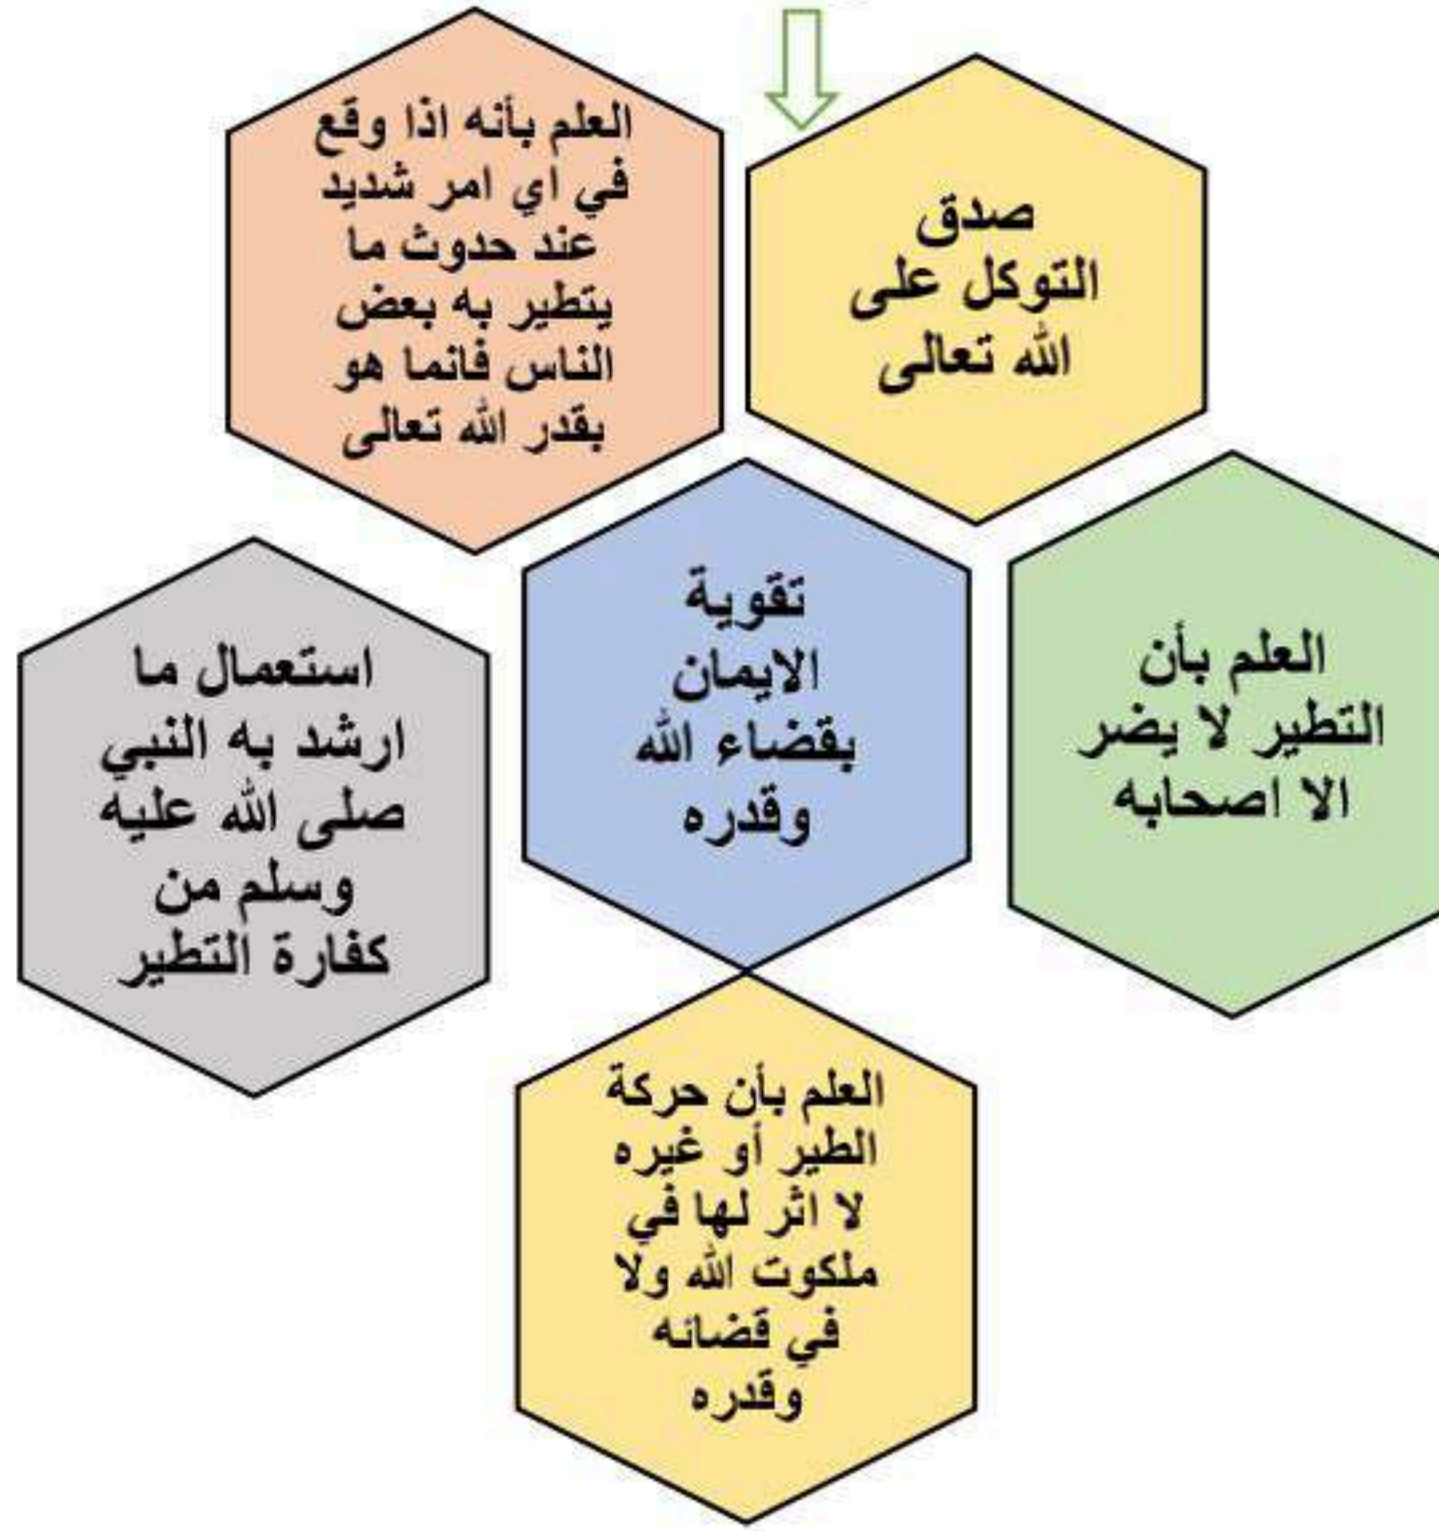 صدق
التوكل على
الله تعالى
العلم بأنه اذا وقع
في اي امر شديد
عند حدوث ما
يتطير به بعض
الناس فانما هو
بقدر الله تعالى
العلم بأن
التطير لا يضر
الا اصحابه
تقوية
الايمان
بقضاء الله
وقدره
استعمال ما
ارشد به النبي
صلى الله عليه
وسلم من
كفارة التطير
العلم بأن حركة
الطير أو غيره
لا اثر لها في
ملكوت الله ولا
في قضائه
وقدره